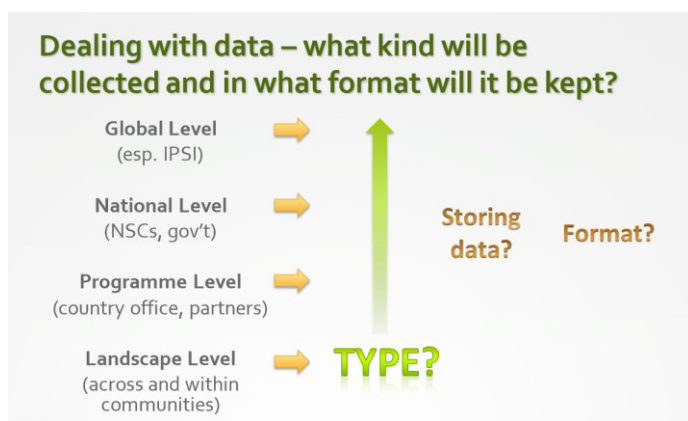 Dealing with data – what kind will be
collected and in what format will it be kept?
Global Level
(esp. IPSI)
National Level
(NSCs, gov't)
Storing
data?
Format?
Programme Level
(country office, partners)
Landscape Level
(across and within
communities)
TYPE?